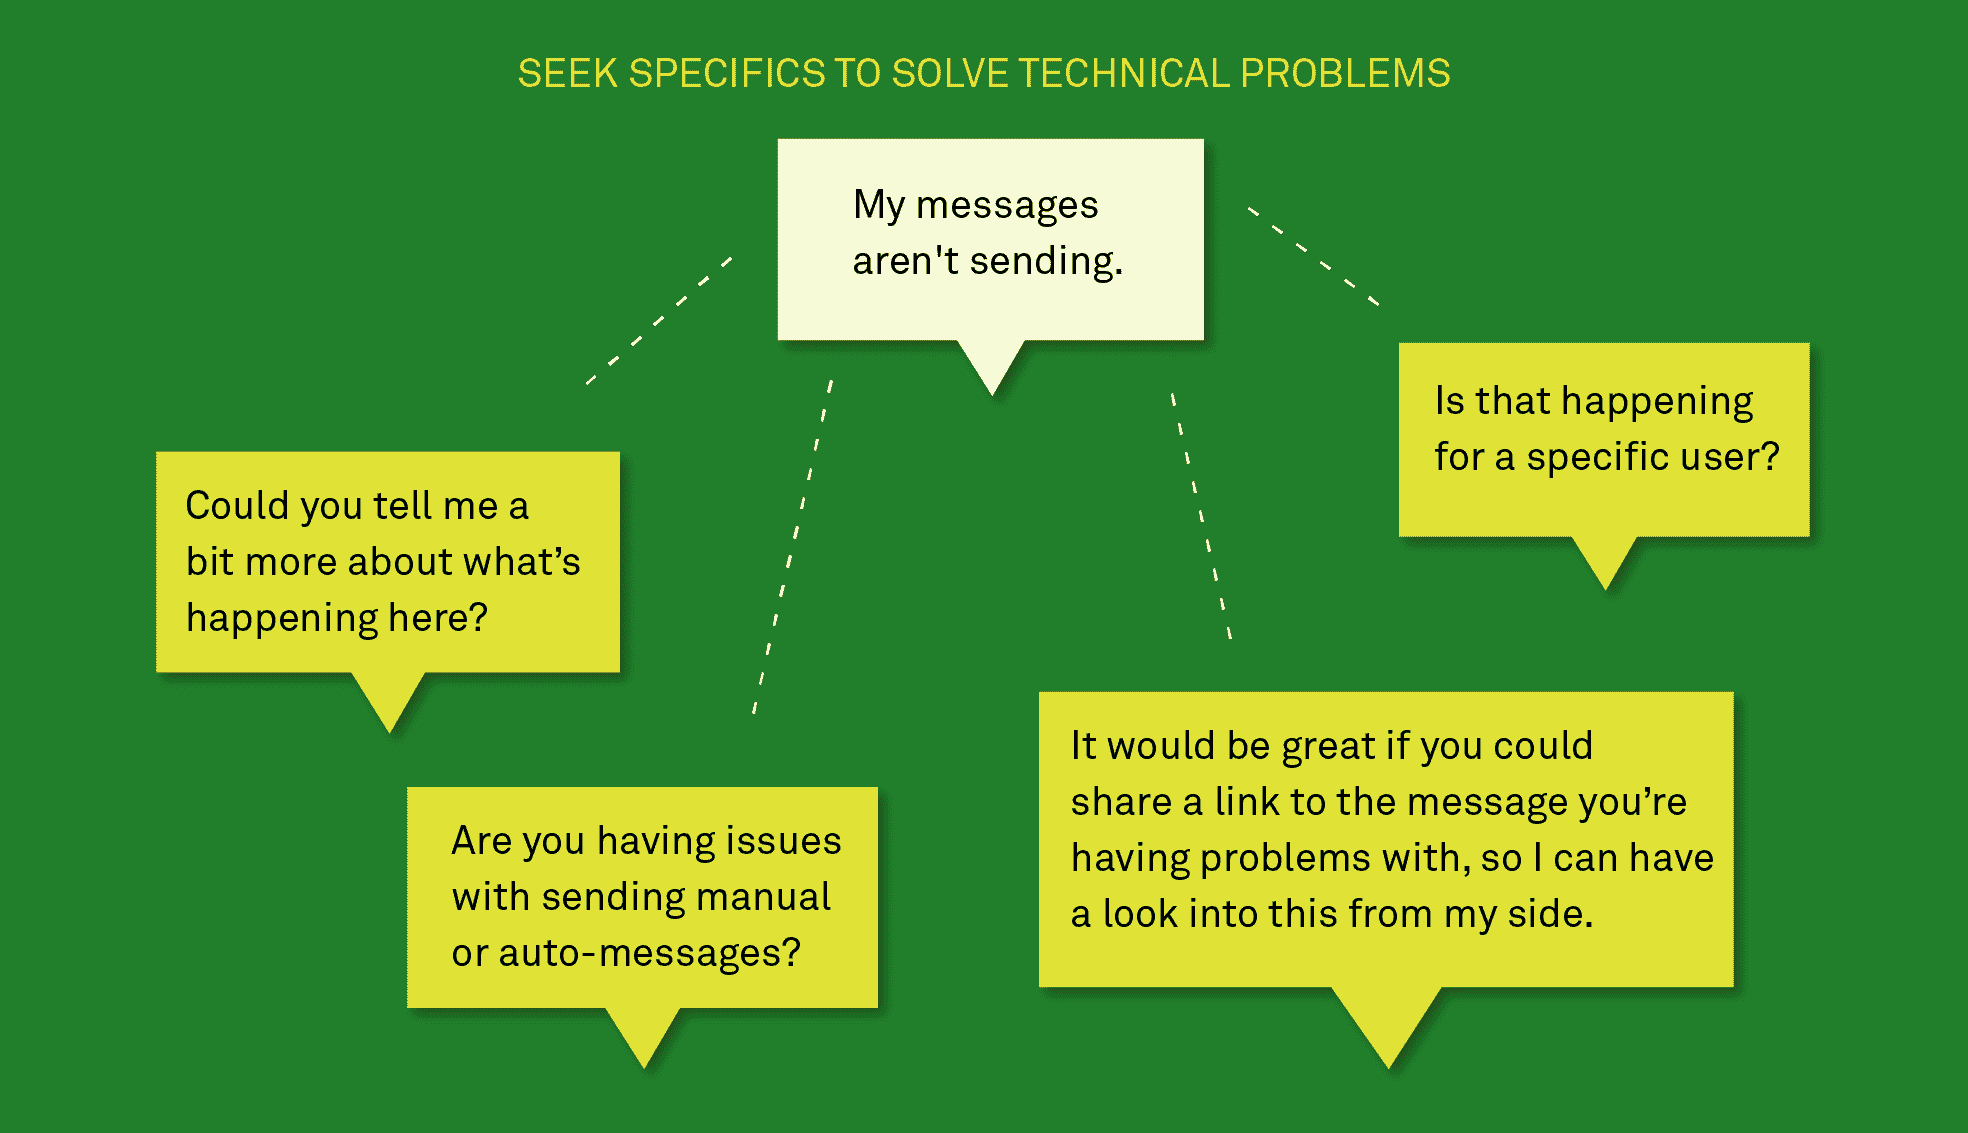 SEEK SPECIFICS TO SOLVE TECHNICAL PROBLEMS
My messages
aren't sending.
Is that happening
for a specific user?
Could you tell me a
bit more about what’s
happening here?
It would be great if you could
share a link to the message you’re
having problems with, so I can have
a look into this from my side.
Are you having issues
with sending manual
or auto-messages?